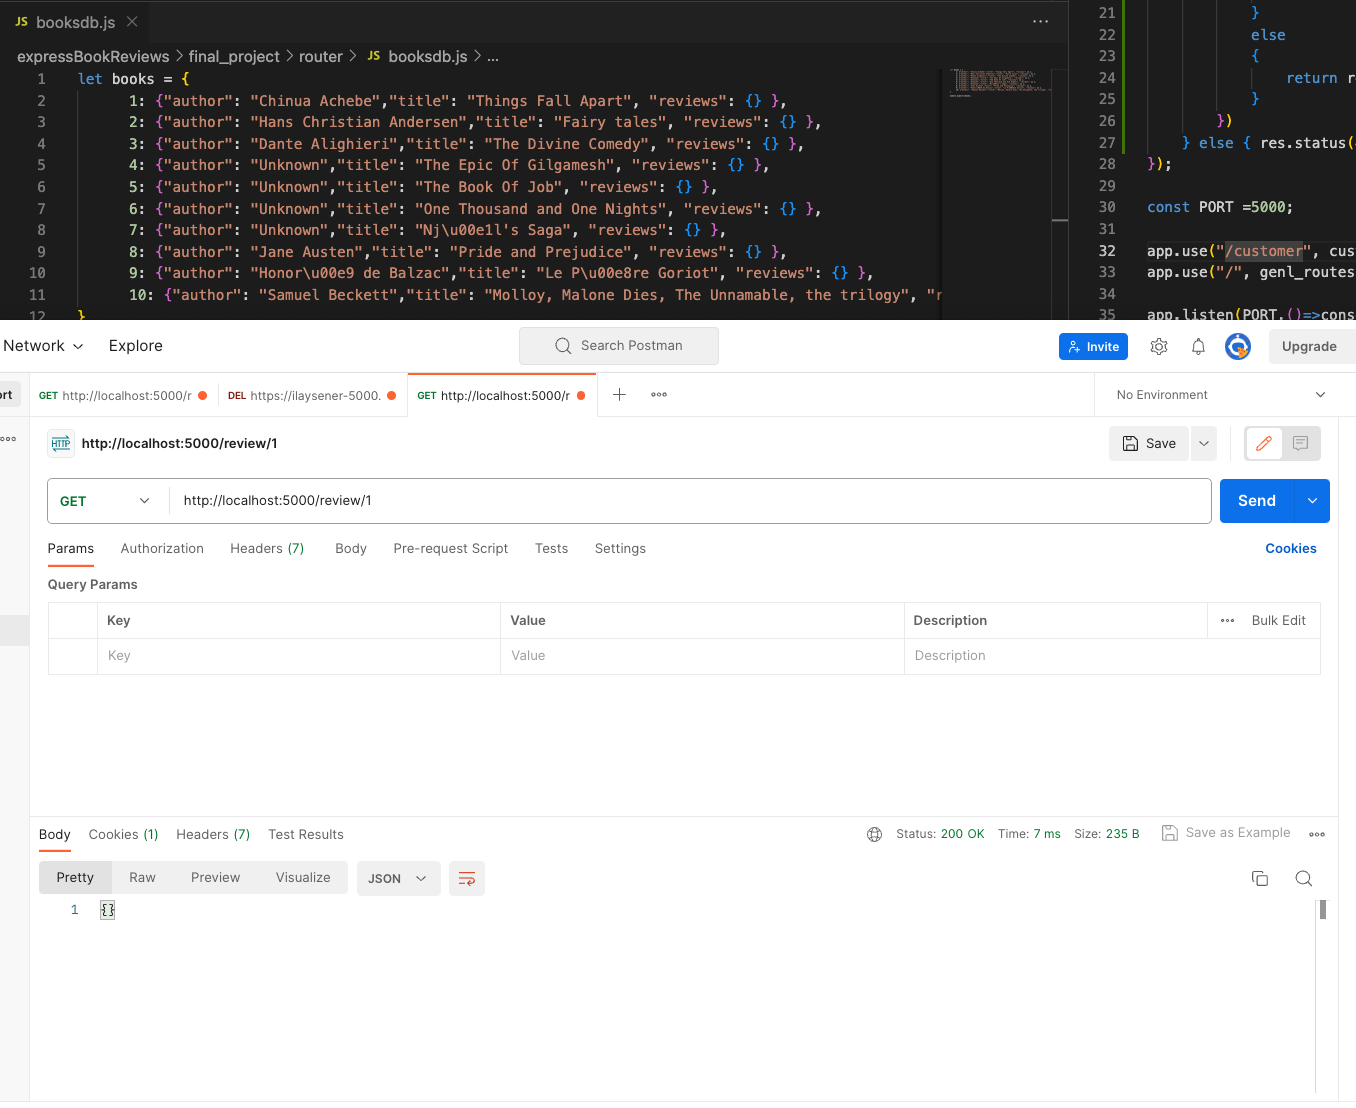 JS booksdb.js
expressBookReviews > final_project > router > JS booksdb.js > ...
1 let books = {
2 1: {"author": "Chinua Achebe","title": "Things Fall Apart", "reviews": {} },
3 2: {"author": "Hans Christian Andersen","title": "Fairy tales", "reviews": {} },
4 3: {"author": "Dante Alighieri","title": "The Divine Comedy", "reviews": {} },
5 4: {"author": "Unknown","title": "The Epic Of Gilgamesh", "reviews": {} },
6 5: {"author": "Unknown","title": "The Book Of Job", "reviews": {} },
7 6: {"author": "Unknown","title": "One Thousand and One Nights", "reviews": {} },
8 7: {"author": "Unknown","title": "Nj\u00e1l's Saga", "reviews": {} },
9 8: {"author": "Jane Austen","title": "Pride and Prejudice", "reviews": {} },
10 9: {"author": "Honor\u00e9 de Balzac","title": "Le P\u00e8re Goriot", "reviews": {} },
11 10: {"author": "Samuel Beckett","title": "Molloy, Malone Dies, The Unnamable, the trilogy", "r
12 }
21 }
22 else
23 {
24 return r
25 }
26 })
27 } else { res.status(
28 });
29
30 const PORT =5000;
31
32 app.use("/customer", cus
33 app.use("/", genl_routes
34
35 app.listen(PORT,()=>cons
Network Explore Search Postman Invite Upgrade
ort GET http://localhost:5000/r DEL https://ilaysener-5000. GET http://localhost:5000/r No Environment
HTTP http://localhost:5000/review/1 Save
GET http://localhost:5000/review/1 Send
Params Authorization Headers (7) Body Pre-request Script Tests Settings Cookies
Query Params
Key Value Description Bulk Edit
Key Value Description
Body Cookies (1) Headers (7) Test Results Status: 200 OK Time: 7 ms Size: 235 B Save as Example
Pretty Raw Preview Visualize JSON
1 {}